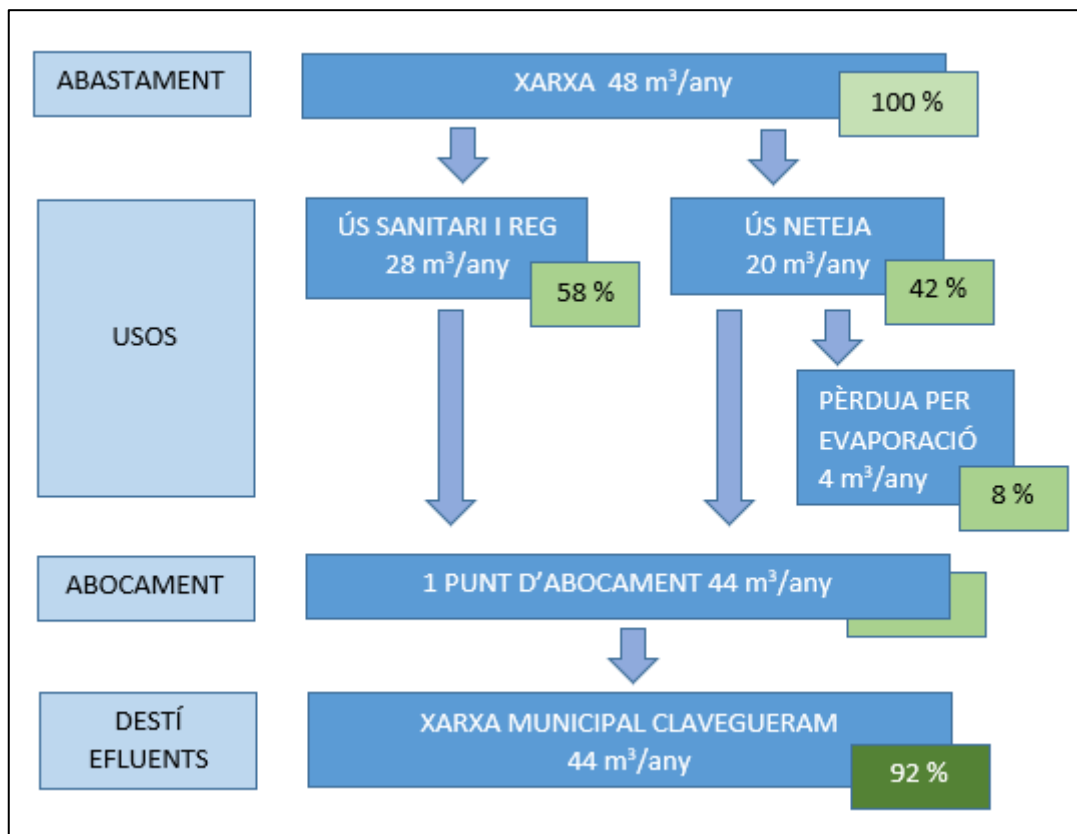 ABASTAMENT
XARXA 48 m³/any
100 %
USOS
ÚS SANITARI I REG
28 m³/any
58 %
ÚS NETEJA
20 m³/any
42 %
PÈRDUA PER
EVAPORACIÓ
4 m³/any
8 %
ABOCAMENT
1 PUNT D’ABOCAMENT 44 m³/any
DESTÍ
EFLUENTS
XARXA MUNICIPAL CLAVEGUERAM
44 m³/any
92 %